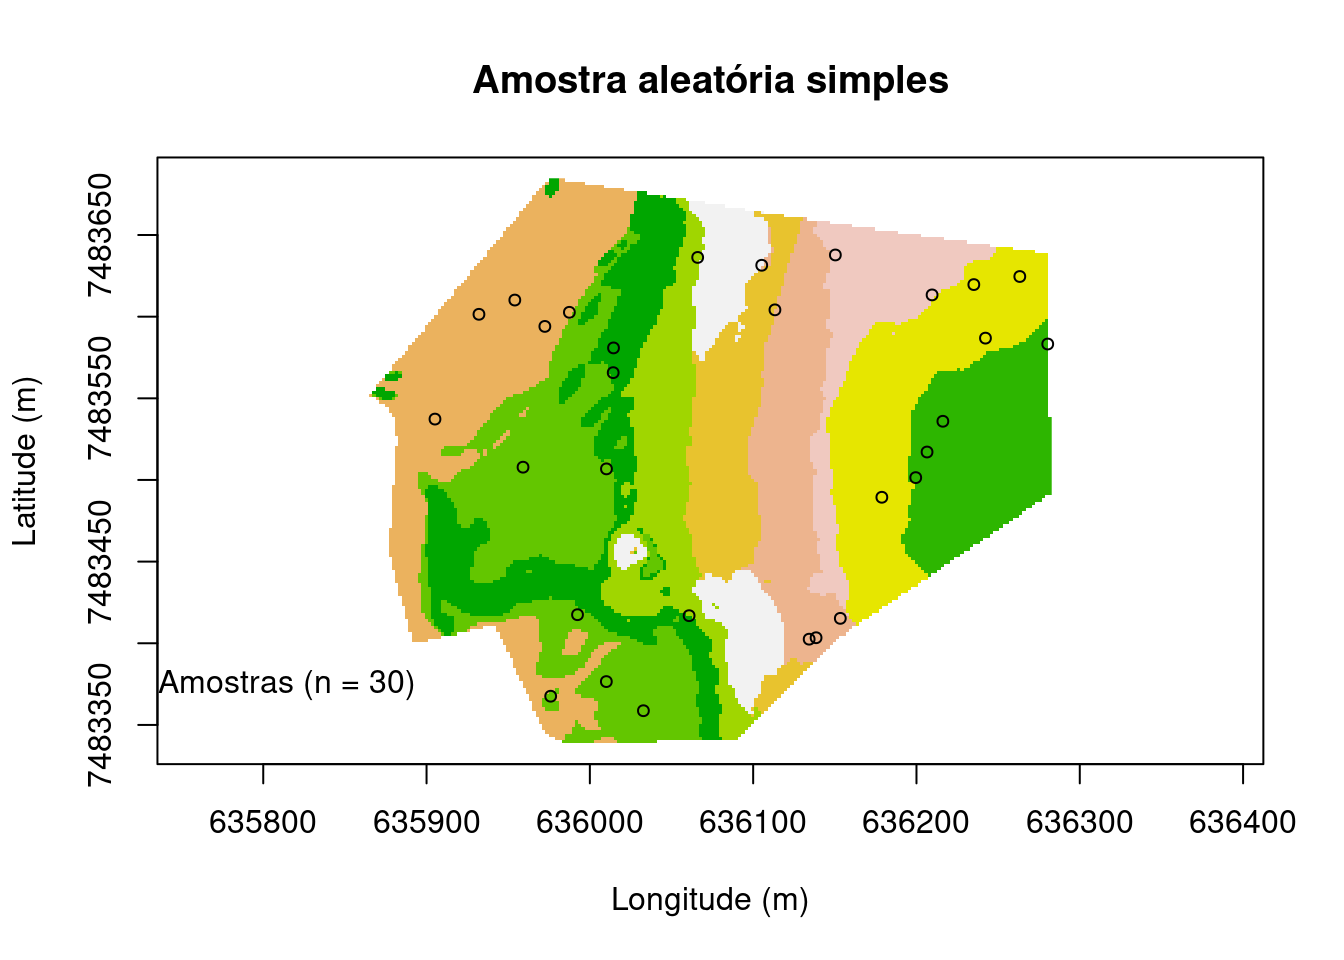 Amostra aleatória simples
Latitude (m)
7483650
7483550
7483450
7483350
Amostras (n = 30)
635800 635900 636000 636100 636200 636300 636400
Longitude (m)